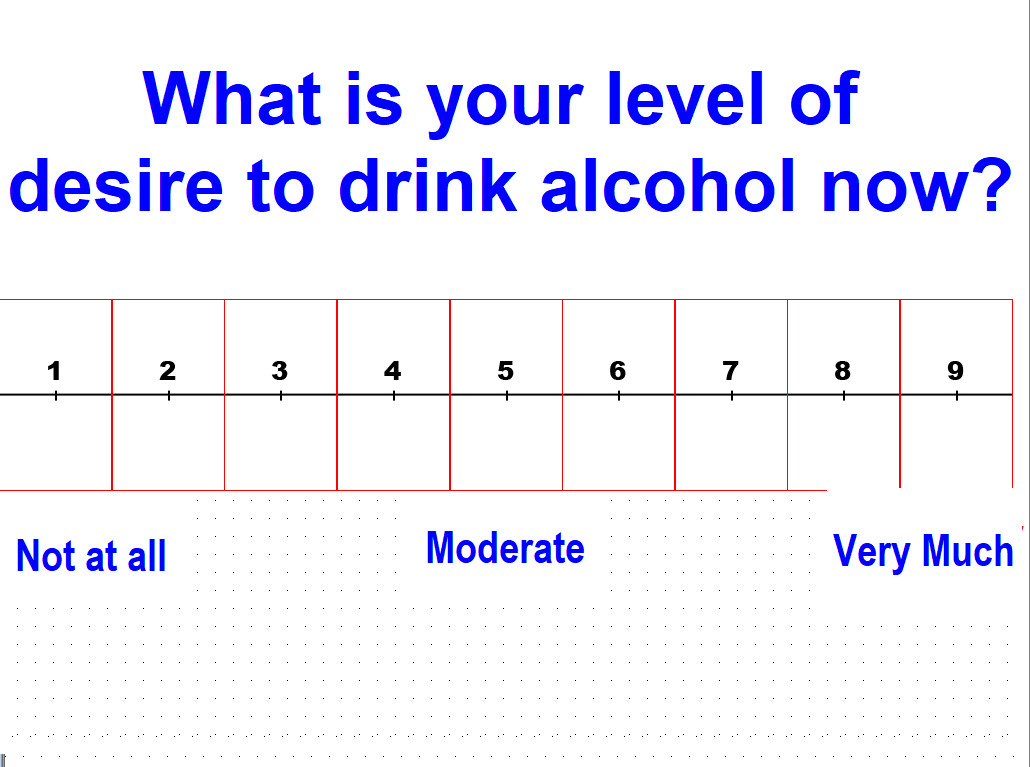 What is your level of
desire to drink alcohol now?
1 2 3 4 5 6 7 8 9
Not at all Moderate Very Much